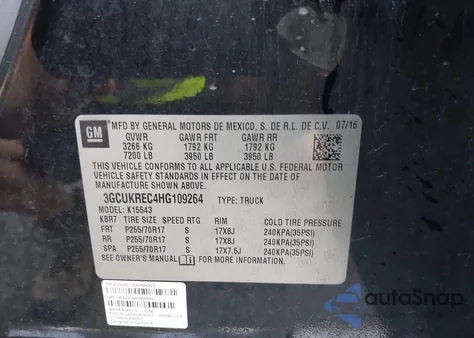 GM
MFD BY GENERAL MOTORS DE MEXICO, S. DE R.L. DE C.V. 07/16
GVWR GAWR FRT GAWR RR
3266 KG 1792 KG 1792 KG
7200 LB 3950 LB 3950 LB
THIS VEHICLE CONFORMS TO ALL APPLICABLE U.S. FEDERAL MOTOR
VEHICLE SAFETY STANDARDS IN EFFECT ON THE DATE OF
MANUFACTURE SHOWN ABOVE.
3GCUKREC4HG109264 TYPE: TRUCK
MODEL: K15543
KBR7 TIRE SIZE SPEED RTG RIM COLD TIRE PRESSURE
FRT P255/70R17 S 17X8J 240KPA(35PSI)
RR P255/70R17 S 17X8J 240KPA(35PSI)
SPA P255/70R17 S 17X7.5J 240KPA(35PSI)
SEE OWNER'S MANUAL FOR MORE INFORMATION.
AutoSnap